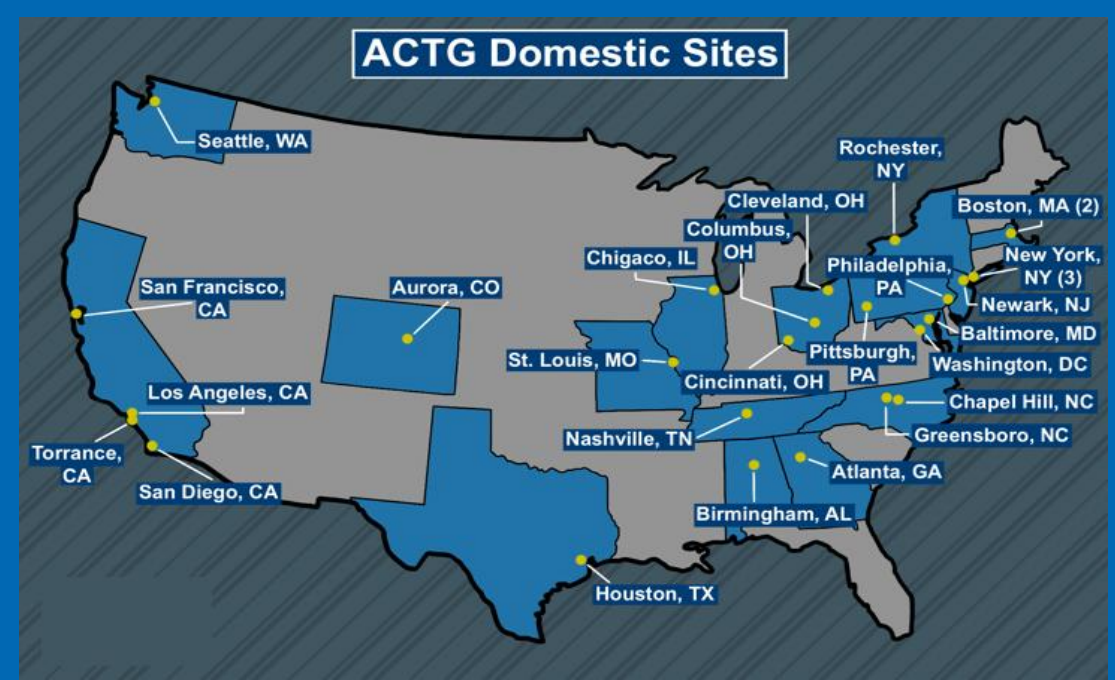 ACTG Domestic Sites
Seattle, WA
Rochester,
NY
Cleveland, OH
Boston, MA (2)
Columbus,
OH
Chigaco, IL
Philadelphia,
PA
New York,
NY (3)
San Francisco,
CA
Aurora, CO
Newark, NJ
Baltimore, MD
St. Louis, MO
Pittsburgh,
PA
Washington, DC
Cincinnati, OH
Los Angeles, CA
Chapel Hill, NC
Nashville, TN
Greensboro, NC
Torrance,
CA
Atlanta, GA
San Diego, CA
Birmingham, AL
Houston, TX